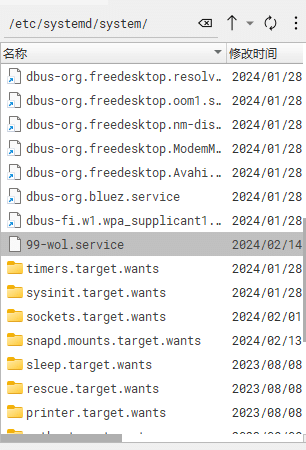 /etc/systemd/system/
名称 修改时间
dbus-org.freedesktop.resolv... 2024/01/28
dbus-org.freedesktop.oom1.s... 2024/01/28
dbus-org.freedesktop.nm-dis... 2024/01/28
dbus-org.freedesktop.ModemM... 2024/01/28
dbus-org.freedesktop.Avahi... 2024/01/28
dbus-org.bluez.service 2024/01/28
dbus-fi.w1.wpa_supplicant1... 2024/01/28
99-wol.service 2024/02/14
timers.target.wants 2024/01/28
sysinit.target.wants 2024/01/28
sockets.target.wants 2024/02/01
snapd.mounts.target.wants 2024/02/13
sleep.target.wants 2023/08/08
rescue.target.wants 2023/08/08
printer.target.wants 2023/08/08